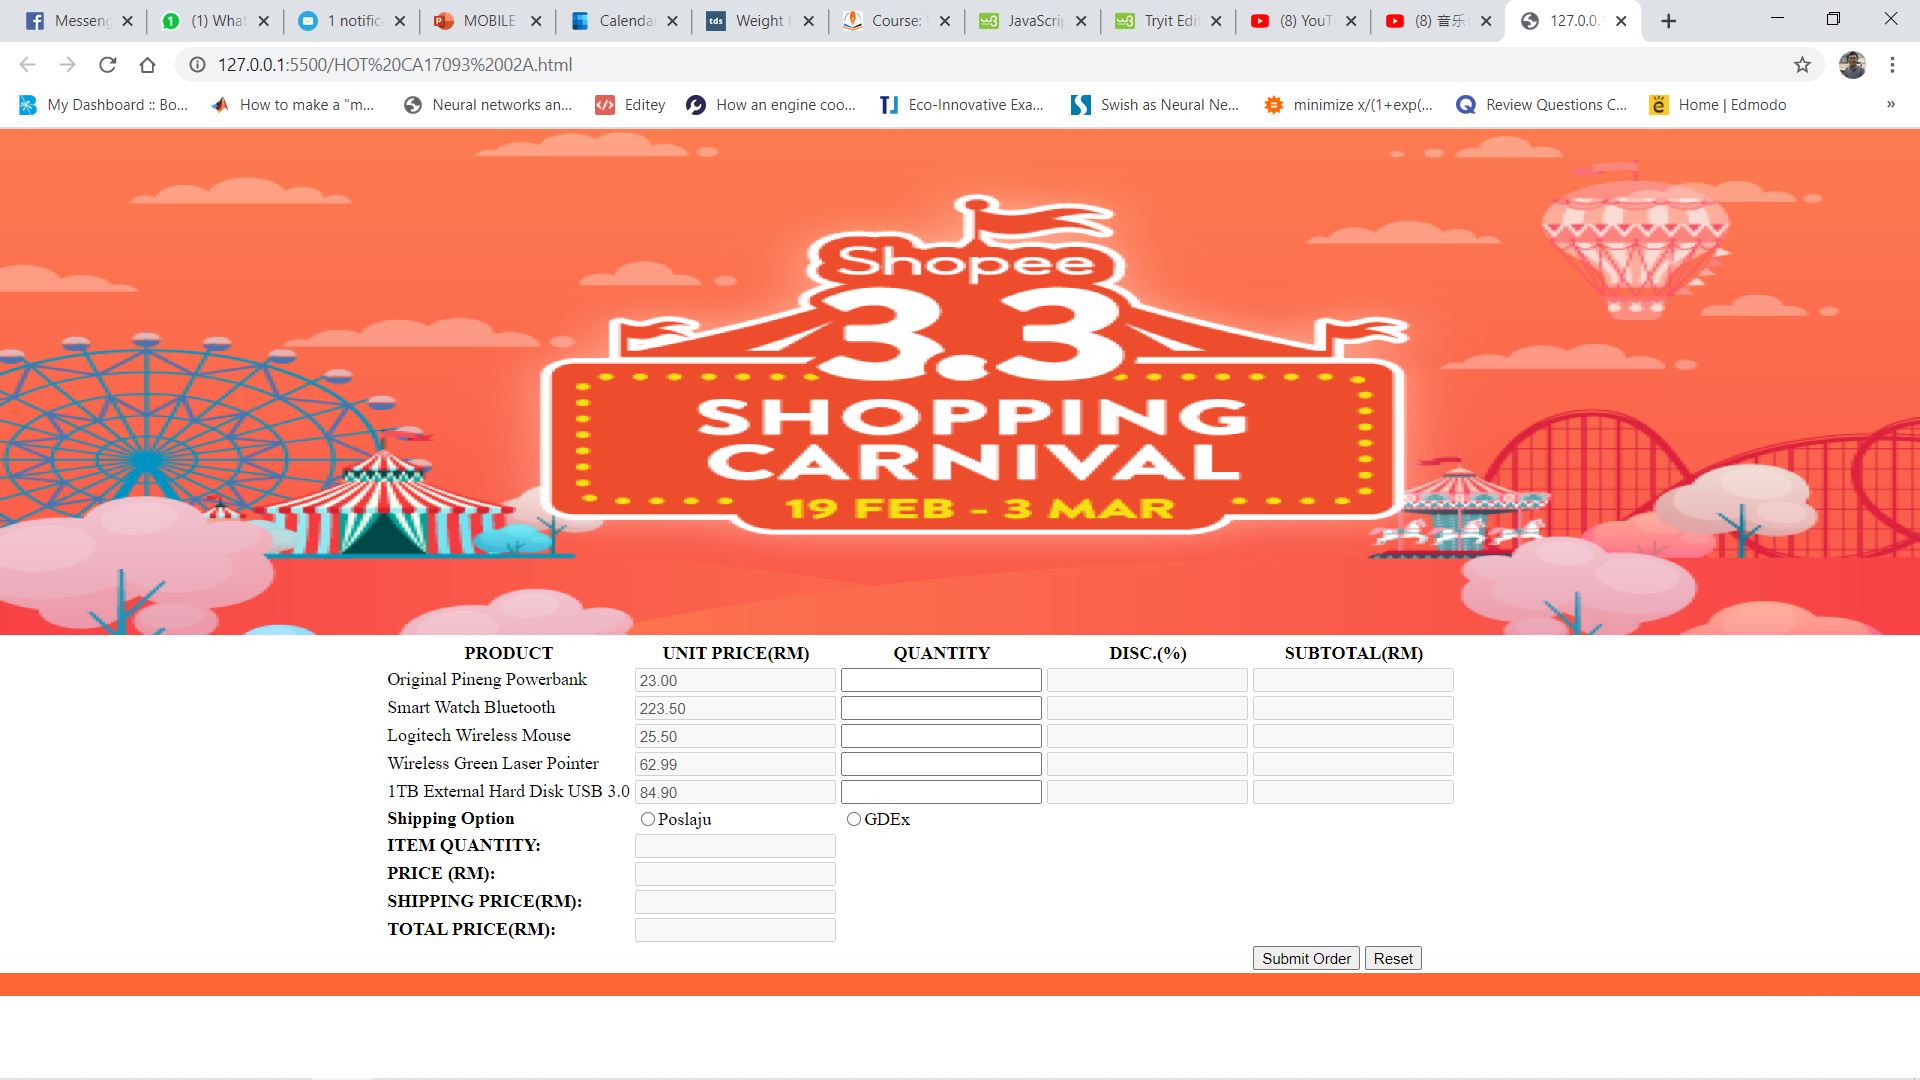 Messeng
(1) What
1 notific
MOBILE
Calenda
tds Weight
Course:
JavaScrip
Tryit Edi
(8) YouT
(8) 音乐
127.0.0.
127.0.0.1:5500/HOT%20CA17093%2002A.html
My Dashboard :: Bo...
How to make a "m...
Neural networks an...
Editey
How an engine coo...
Eco-Innovative Exa...
Swish as Neural Ne...
minimize x/(1+exp(...
Review Questions C...
Home | Edmodo
»
Shopee
3.3
SHOPPING
CARNIVAL
19 FEB - 3 MAR
PRODUCT UNIT PRICE(RM) QUANTITY DISC.(%) SUBTOTAL(RM)
Original Pineng Powerbank 23.00
Smart Watch Bluetooth 223.50
Logitech Wireless Mouse 25.50
Wireless Green Laser Pointer 62.99
1TB External Hard Disk USB 3.0 84.90
Shipping Option Poslaju GDEx
ITEM QUANTITY:
PRICE (RM):
SHIPPING PRICE(RM):
TOTAL PRICE(RM):
Submit Order Reset